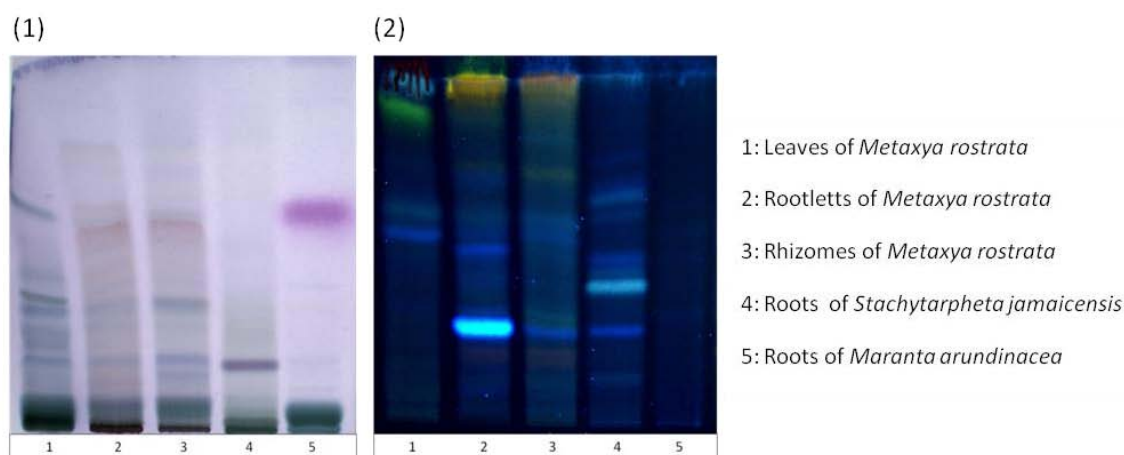 (1)
(2)
1 2 3 4 5
1 2 3 4 5
1: Leaves of Metaxya rostrata
2: Rootletts of Metaxya rostrata
3: Rhizomes of Metaxya rostrata
4: Roots of Stachytarpheta jamaicensis
5: Roots of Maranta arundinacea